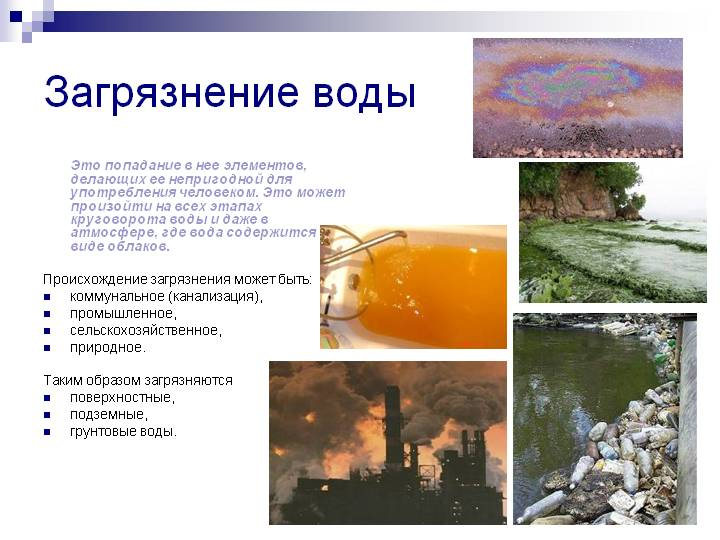 Загрязнение воды
Это попадание в нее элементов,
делающих ее непригодной для
употребления человеком. Это может
произойти на всех этапах
круговорота воды и даже в
атмосфере, где вода содержится в
виде облаков.
Происхождение загрязнения может быть:
коммунальное (канализация),
промышленное,
сельскохозяйственное,
природное.
Таким образом загрязняются
поверхностные,
подземные,
грунтовые воды.